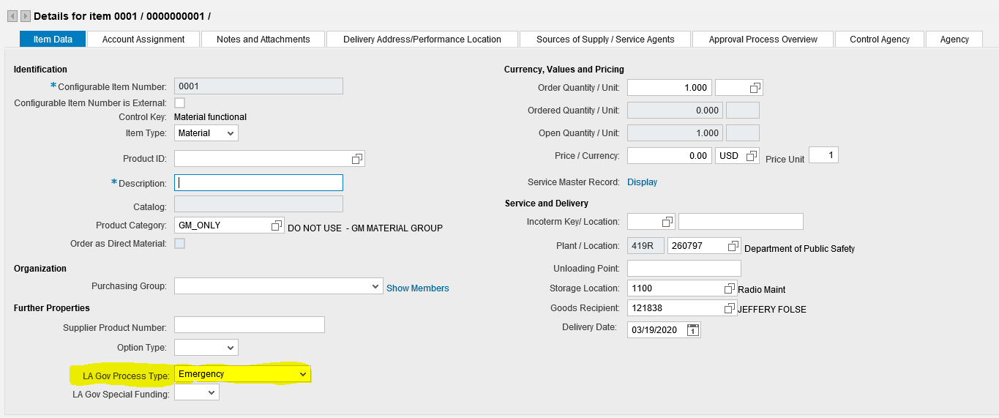 Details for item 0001 / 0000000001 /
Item Data Account Assignment Notes and Attachments Delivery Address/Performance Location Sources of Supply / Service Agents Approval Process Overview Control Agency Agency
Identification
*Configurable Item Number: 0001
Configurable Item Number is External:
Control Key: Material functional
Item Type: Material
Product ID:
*Description:
Catalog:
Product Category: GM_ONLY DO NOT USE - GM MATERIAL GROUP
Order as Direct Material:
Organization
Purchasing Group: Show Members
Further Properties
Supplier Product Number:
Option Type:
LA Gov Process Type: Emergency
LA Gov Special Funding:
Currency, Values and Pricing
Order Quantity / Unit: 1.000
Ordered Quantity / Unit: 0.000
Open Quantity / Unit: 1.000
Price / Currency: 0.00 USD Price Unit 1
Service Master Record: Display
Service and Delivery
Incoterm Key/ Location:
Plant / Location: 419R 260797 Department of Public Safety
Unloading Point:
Storage Location: 1100 Radio Maint
Goods Recipient: 121838 JEFFERY FOLSE
Delivery Date: 03/19/2020 1